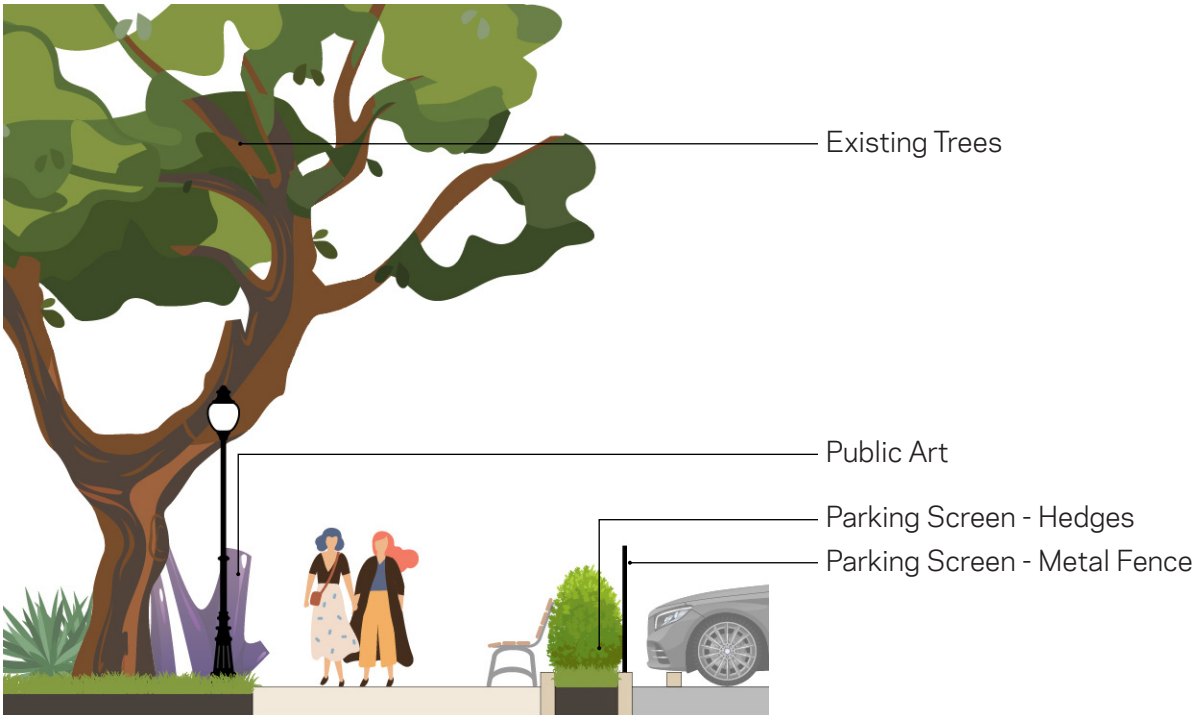 Existing Trees
Public Art
Parking Screen - Hedges
Parking Screen - Metal Fence